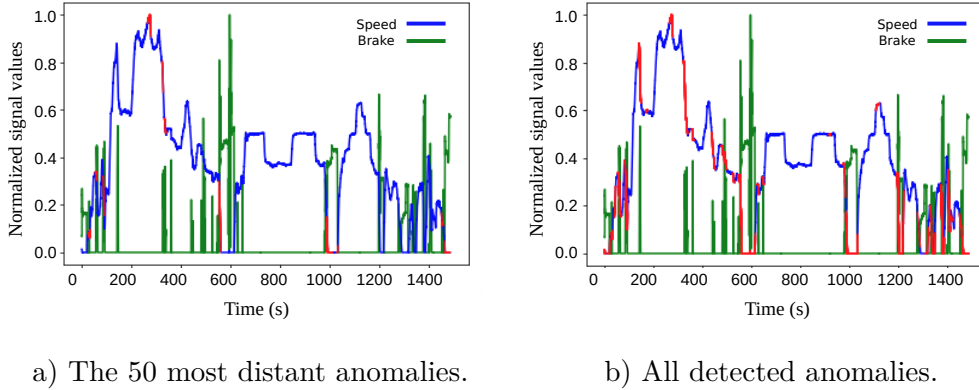 Normalized signal values
1.0
0.8
0.6
0.4
0.2
0.0
Speed
Brake
0 200 400 600 800 1000 1200 1400
Time (s)
a) The 50 most distant anomalies.
Normalized signal values
1.0
0.8
0.6
0.4
0.2
0.0
Speed
Brake
0 200 400 600 800 1000 1200 1400
Time (s)
b) All detected anomalies.